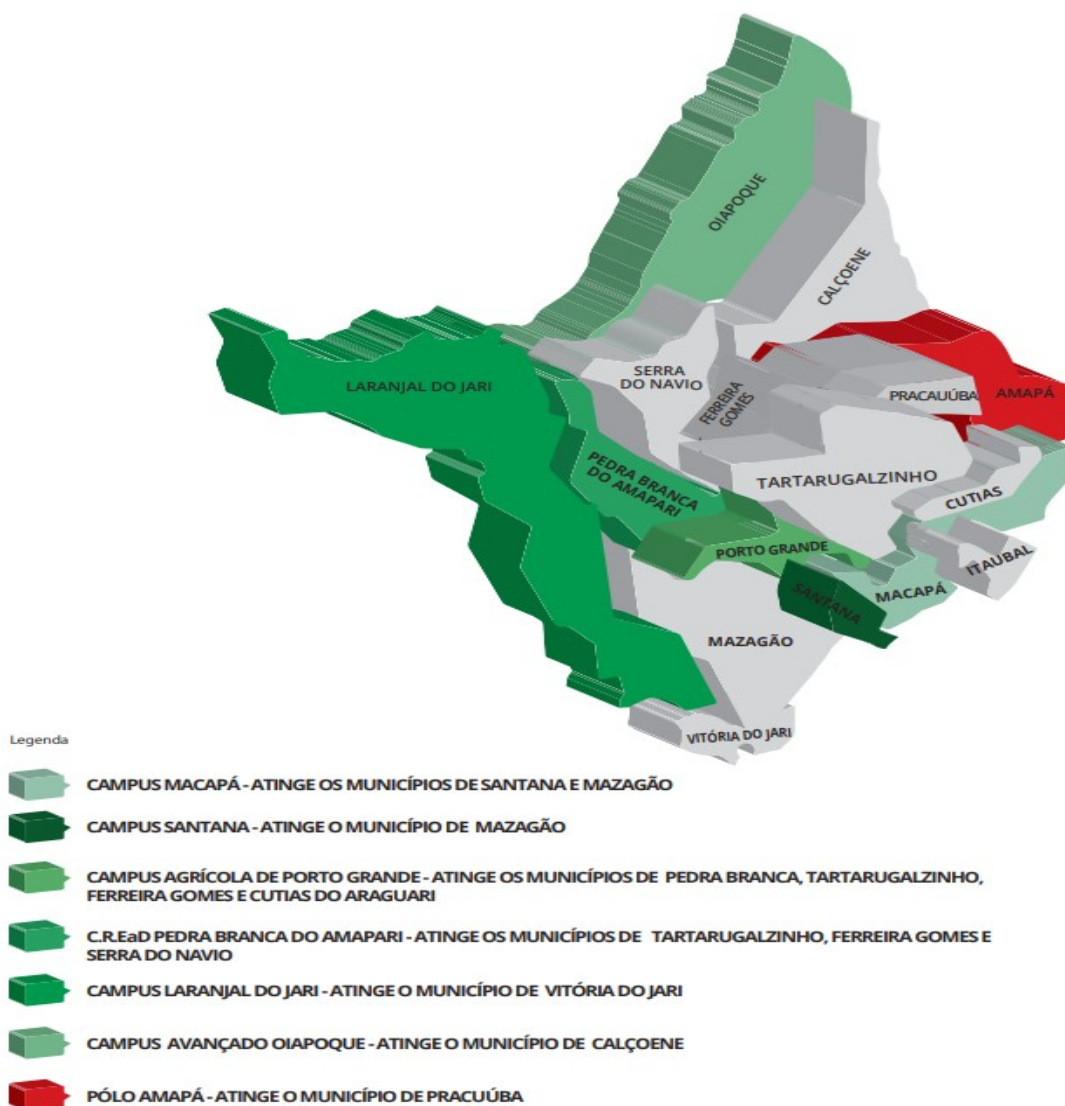 OIAPOQUE
CALÇOENE
LARANJAL DO JARI
SERRA
DO NAVIO
FERREIRA
GOMES
PRACAUÚBA
AMAPÁ
PEDRA BRANCA
DO AMAPARI
TARTARUGALZINHO
CUTIAS
PORTO GRANDE
ITAUBAL
SANTANA
MACAPÁ
MAZAGÃO
VITÓRIA DO JARI
Legenda
CAMPUS MACAPÁ - ATINGE OS MUNICÍPIOS DE SANTANA E MAZAGÃO
CAMPUS SANTANA - ATINGE O MUNICÍPIO DE MAZAGÃO
CAMPUS AGRÍCOLA DE PORTO GRANDE - ATINGE OS MUNICÍPIOS DE PEDRA BRANCA, TARTARUGALZINHO,
FERREIRA GOMES E CUTIAS DO ARAGUARI
C.R.EaD PEDRA BRANCA DO AMAPARI - ATINGE OS MUNICÍPIOS DE TARTARUGALZINHO, FERREIRA GOMES E
SERRA DO NAVIO
CAMPUS LARANJAL DO JARI - ATINGE O MUNICÍPIO DE VITÓRIA DO JARI
CAMPUS AVANÇADO OIAPOQUE - ATINGE O MUNICÍPIO DE CALÇOENE
PÓLO AMAPÁ - ATINGE O MUNICÍPIO DE PRACUÚBA